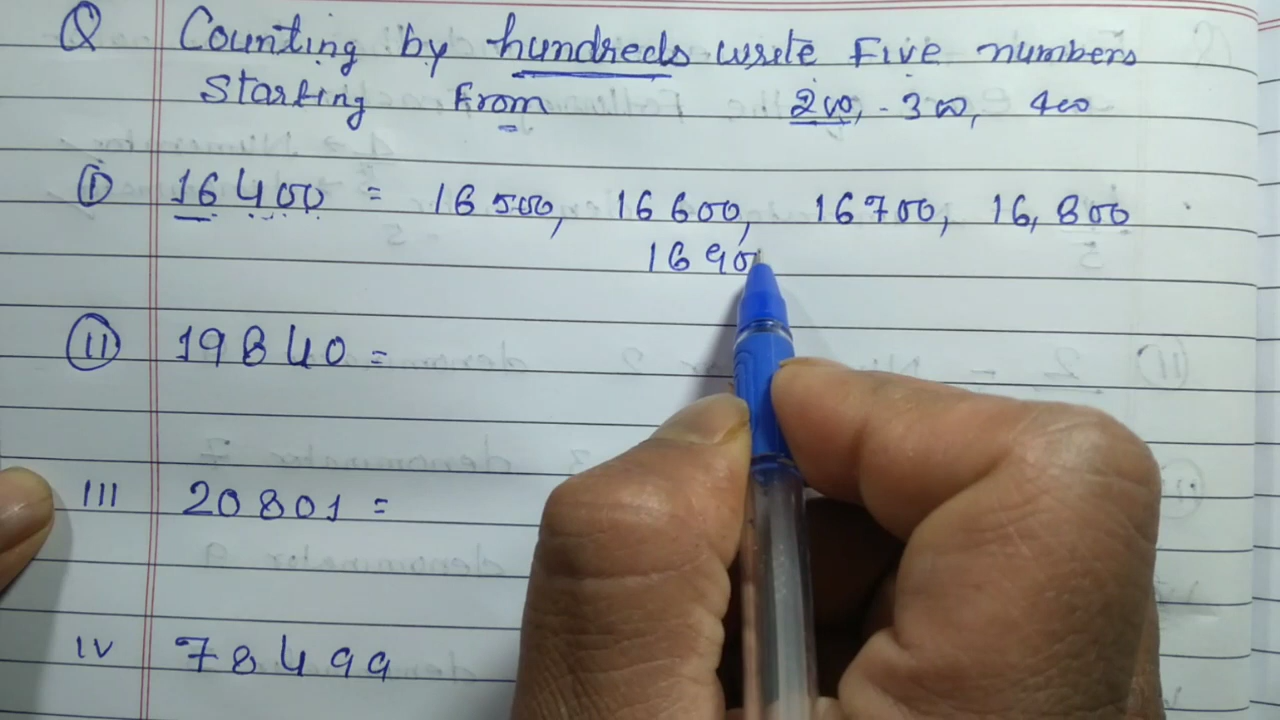 Q Counting by hundreds write Five numbers
Starting From 200, - 300, 400
(I) 16400 = 16500, 16600, 16700, 16,800
1690
(II) 19840 =
III 20801 =
IV 78499